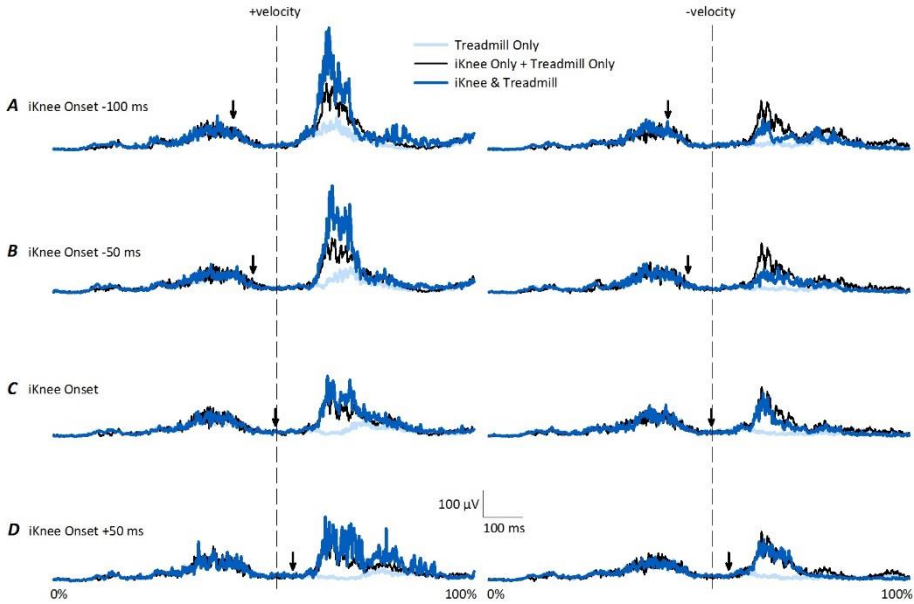 +velocity
-velocity
Treadmill Only
iKnee Only + Treadmill Only
iKnee & Treadmill
A iKnee Onset -100 ms
B iKnee Onset -50 ms
C iKnee Onset
100 µV
100 ms
D iKnee Onset +50 ms
0% 100% 0% 100%